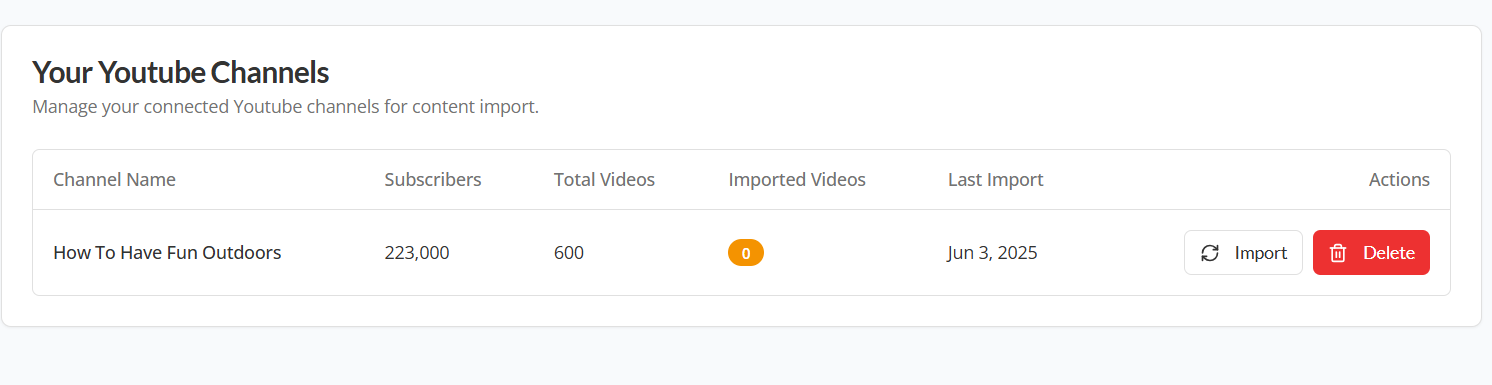 Your Youtube Channels
Manage your connected Youtube channels for content import.
Channel Name Subscribers Total Videos Imported Videos Last Import Actions
How To Have Fun Outdoors 223,000 600 0 Jun 3, 2025 Import Delete